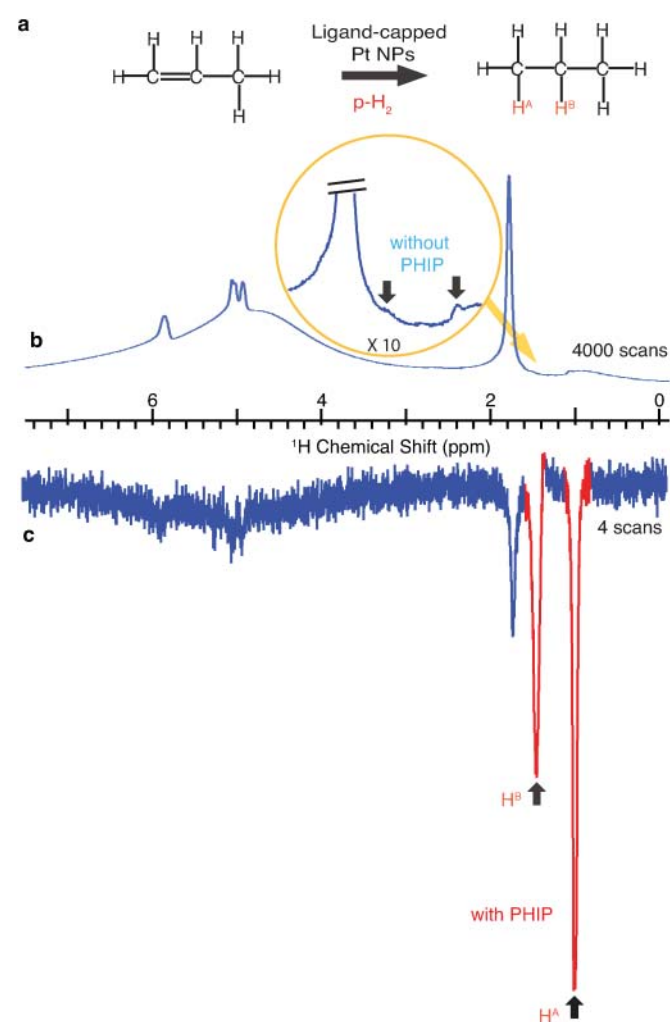 a
H H H
H C C C H
H
Ligand-capped
Pt NPs
p-H₂
H H H
H C C C H
Hᴬ Hᴮ H
without
PHIP
X 10
b
4000 scans
6 4 2 0
¹H Chemical Shift (ppm)
c
4 scans
Hᴮ
with PHIP
Hᴬ